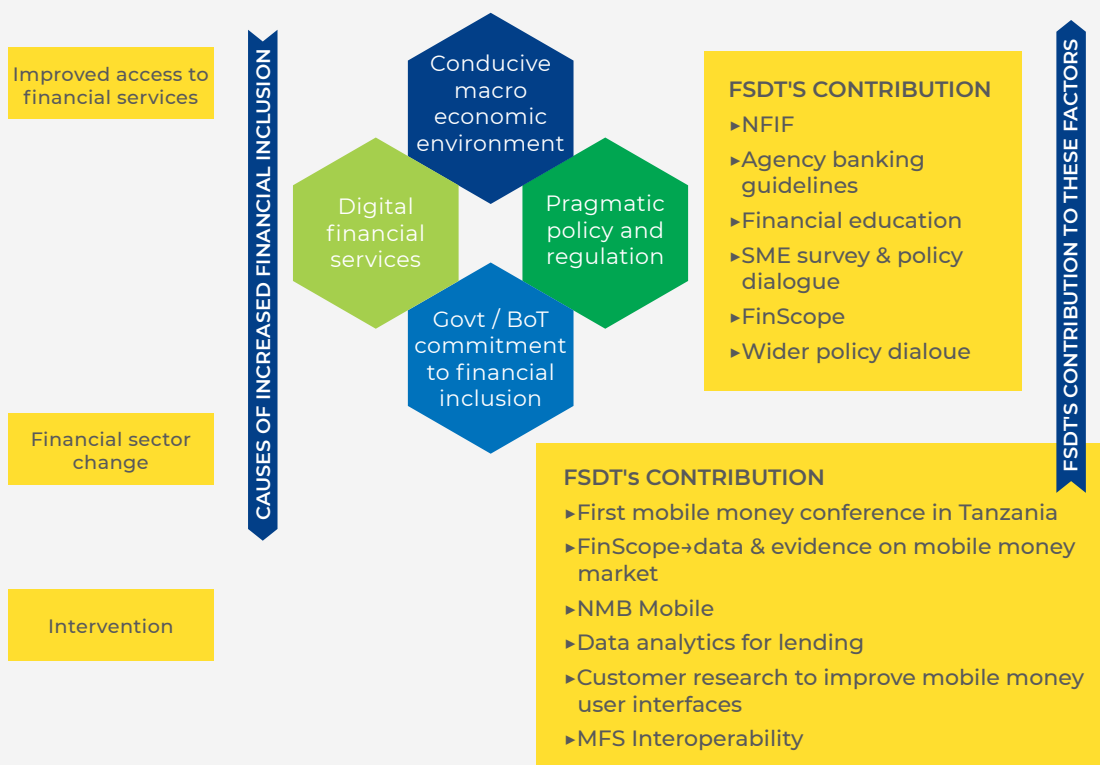 Improved access to
financial services
Financial sector
change
Intervention
CAUSES OF INCREASED FINANCIAL INCLUSION
Conducive
macro
economic
environment
Digital
financial
services
Pragmatic
policy and
regulation
Govt / BoT
commitment
to financial
inclusion
FSDT'S CONTRIBUTION
▸NFIF
▸Agency banking
guidelines
▸Financial education
▸SME survey & policy
dialogue
▸FinScope
▸Wider policy dialoue
FSDT'S CONTRIBUTION TO THESE FACTORS
FSDT's CONTRIBUTION
▸First mobile money conference in Tanzania
▸FinScope→data & evidence on mobile money
market
▸NMB Mobile
▸Data analytics for lending
▸Customer research to improve mobile money
user interfaces
▸MFS Interoperability